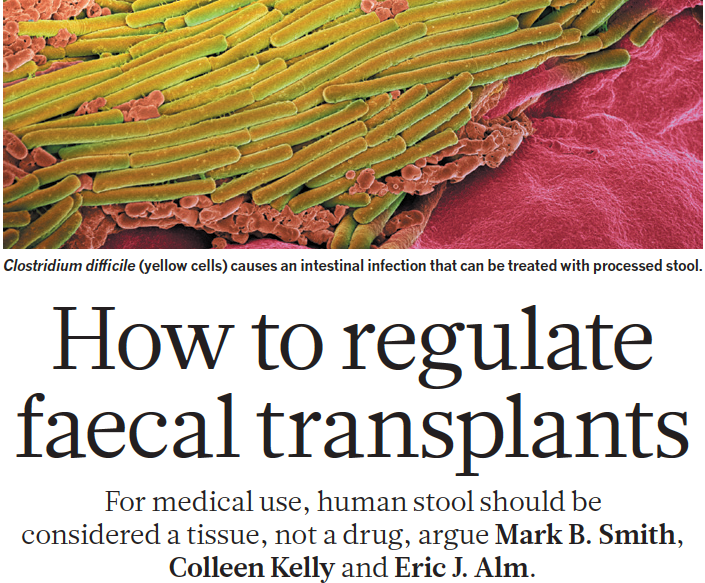 Clostridium difficile (yellow cells) causes an intestinal infection that can be treated with processed stool.
How to regulate
faecal transplants
For medical use, human stool should be
considered a tissue, not a drug, argue Mark B. Smith,
Colleen Kelly and Eric J. Alm.